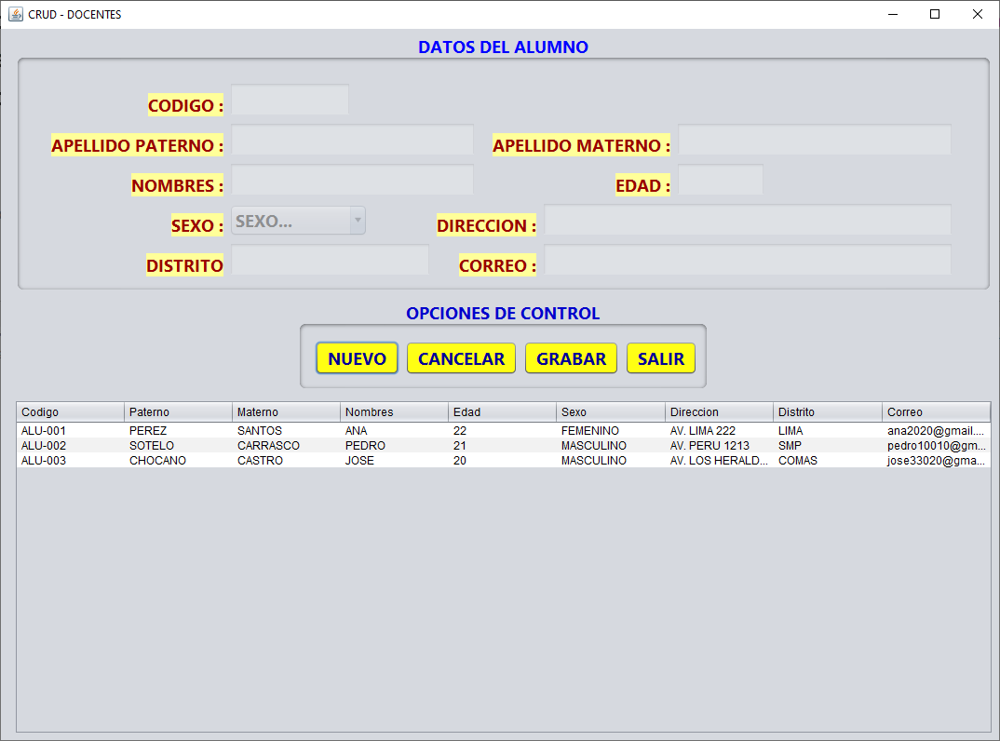 CRUD - DOCENTES
DATOS DEL ALUMNO
CODIGO :
APELLIDO PATERNO : APELLIDO MATERNO :
NOMBRES : EDAD :
SEXO : SEXO... DIRECCION :
DISTRITO CORREO :
OPCIONES DE CONTROL
NUEVO CANCELAR GRABAR SALIR
Codigo Paterno Materno Nombres Edad Sexo Direccion Distrito Correo
ALU-001 PEREZ SANTOS ANA 22 FEMENINO AV. LIMA 222 LIMA ana2020@gmail....
ALU-002 SOTELO CARRASCO PEDRO 21 MASCULINO AV. PERU 1213 SMP pedro10010@gm...
ALU-003 CHOCANO CASTRO JOSE 20 MASCULINO AV. LOS HERALD... COMAS jose33020@gma...